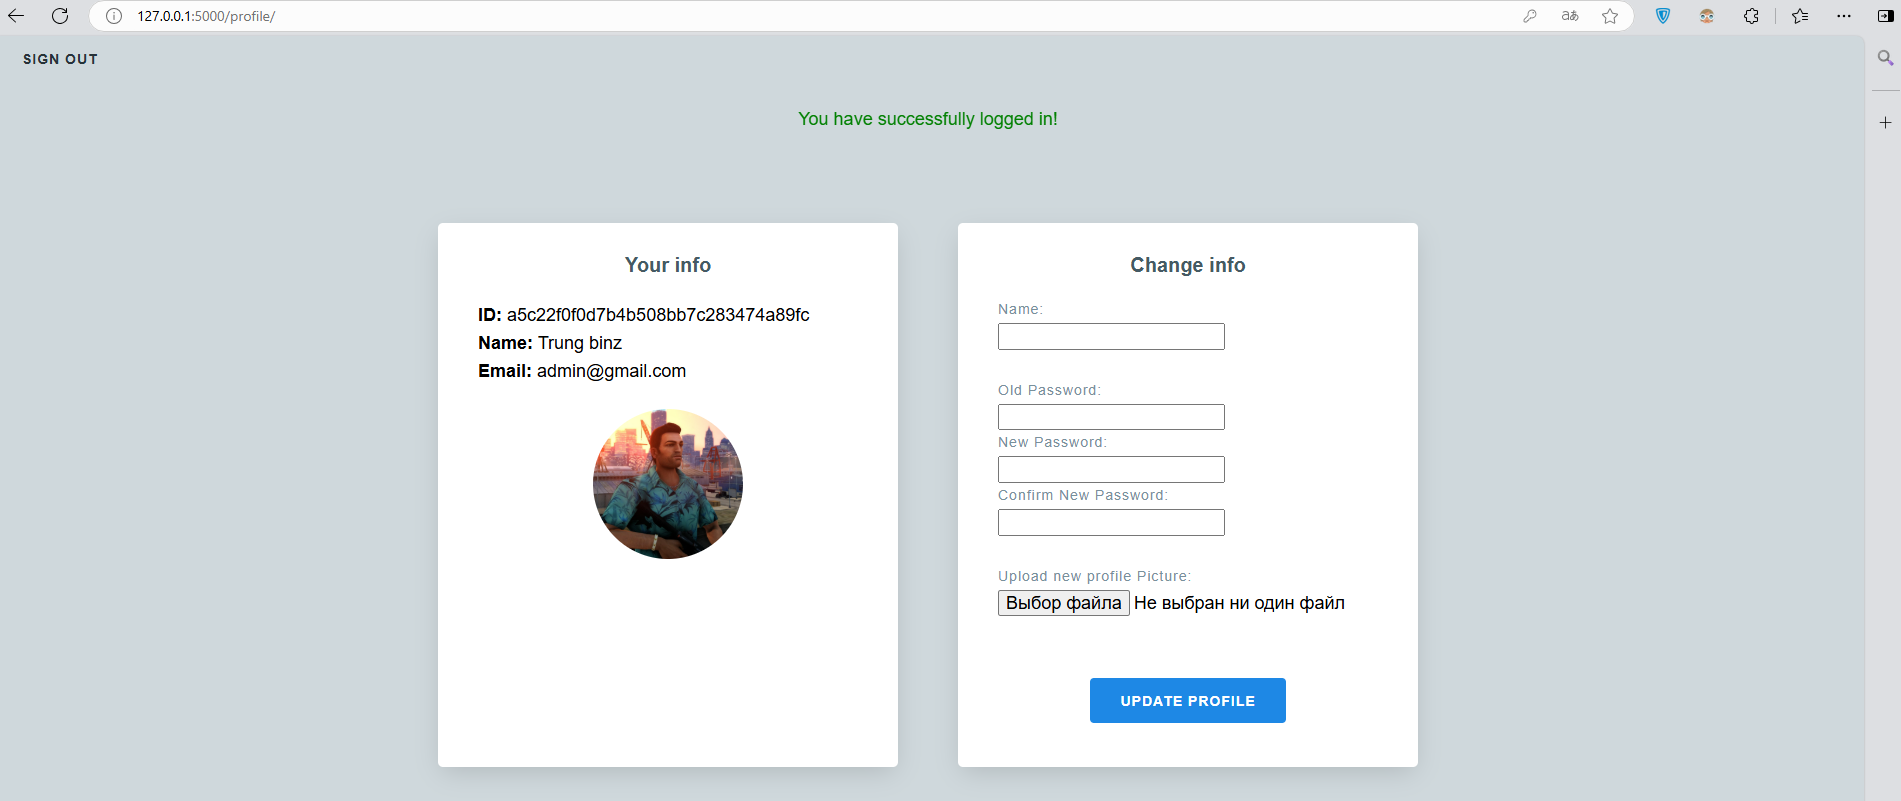 127.0.0.1:5000/profile/
SIGN OUT
You have successfully logged in!
Your info
ID: a5c22f0f0d7b4b508bb7c283474a89fc
Name: Trung binz
Email: admin@gmail.com
Change info
Name:
Old Password:
New Password:
Confirm New Password:
Upload new profile Picture:
Выбор файла Не выбран ни один файл
UPDATE PROFILE